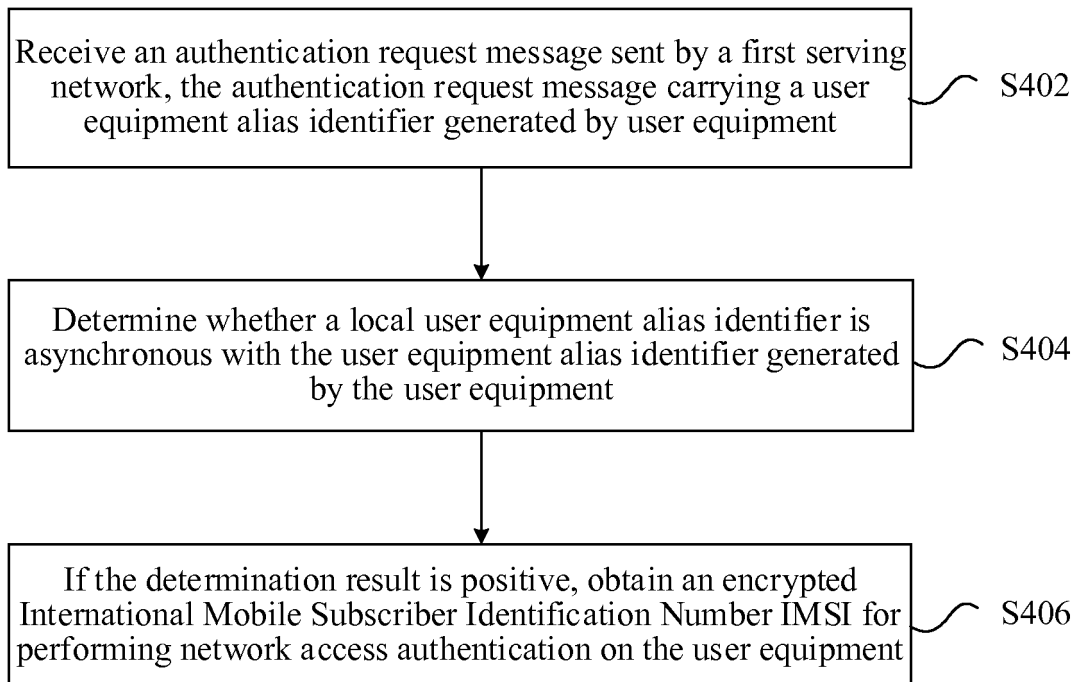 Receive an authentication request message sent by a first serving
network, the authentication request message carrying a user
equipment alias identifier generated by user equipment
S402
Determine whether a local user equipment alias identifier is
asynchronous with the user equipment alias identifier generated
by the user equipment
S404
If the determination result is positive, obtain an encrypted
International Mobile Subscriber Identification Number IMSI for
performing network access authentication on the user equipment
S406